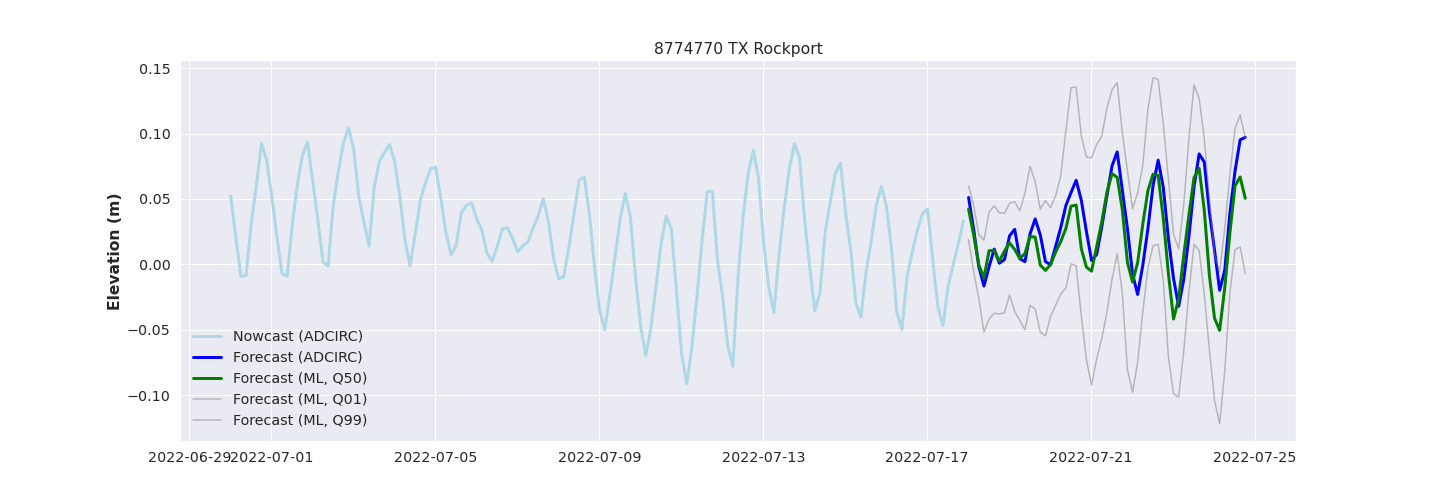 8774770 TX Rockport
0.15
0.10
0.05
0.00
−0.05
−0.10
Elevation (m)
Nowcast (ADCIRC)
Forecast (ADCIRC)
Forecast (ML, Q50)
Forecast (ML, Q01)
Forecast (ML, Q99)
2022-06-29 2022-07-01 2022-07-05 2022-07-09 2022-07-13 2022-07-17 2022-07-21 2022-07-25